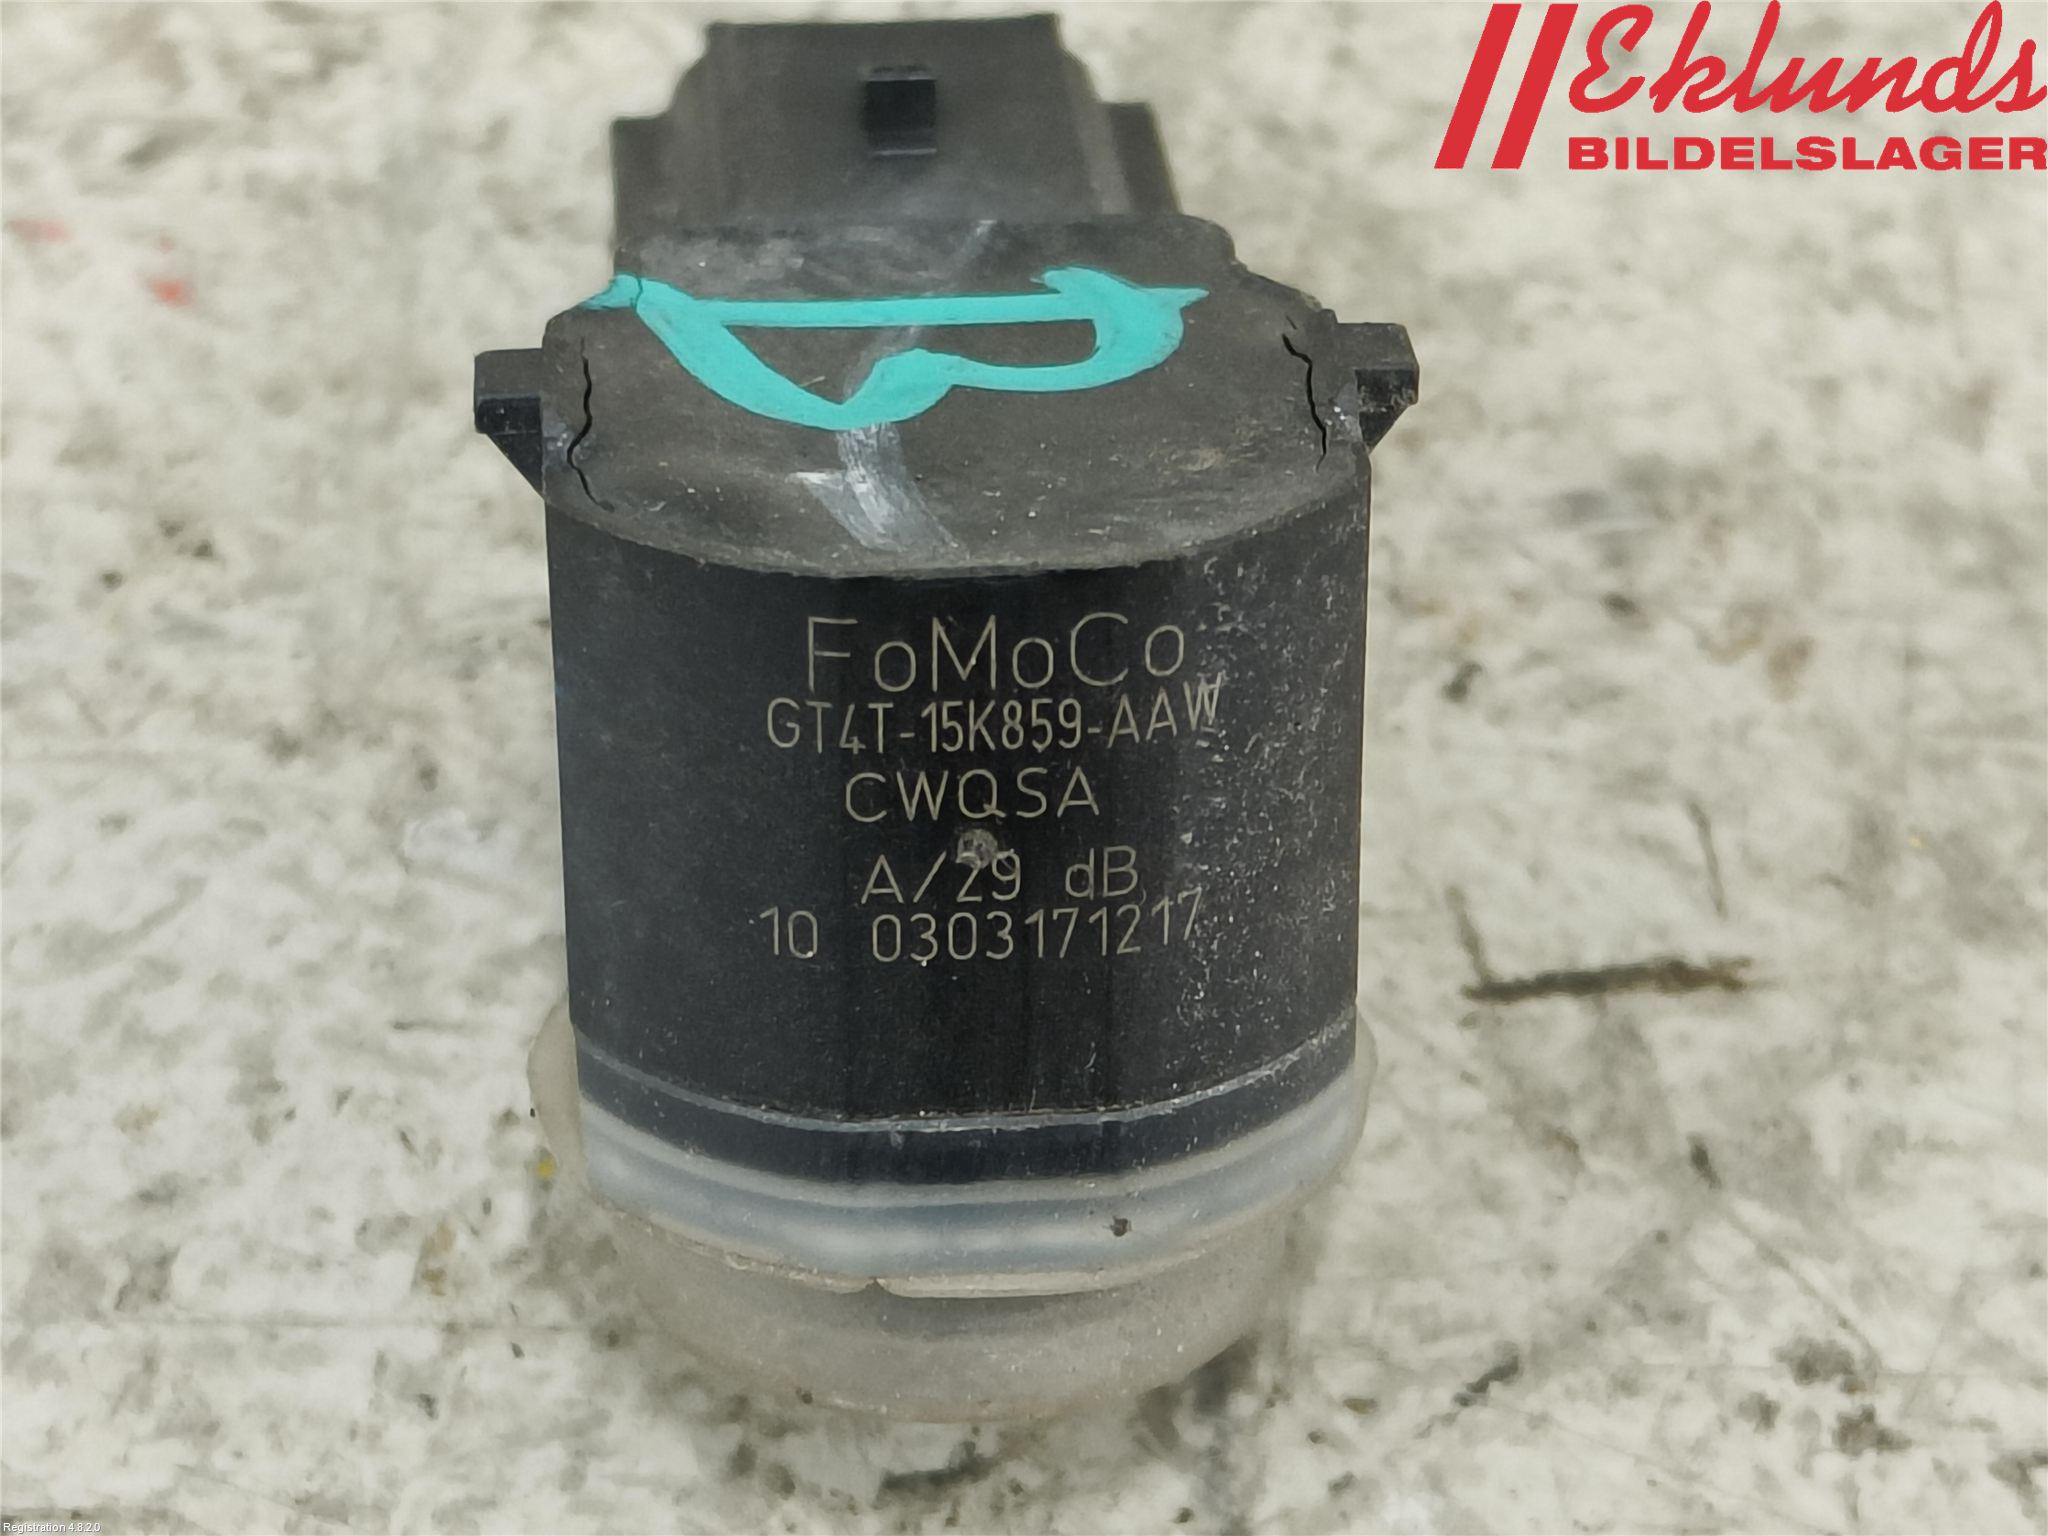 Eklunds
BILDELSLAGER
B
FoMoCo
GT4T-15K859-AAW
CWQSA
A/29 dB
10 0303171217
Registration 4.8.2.0